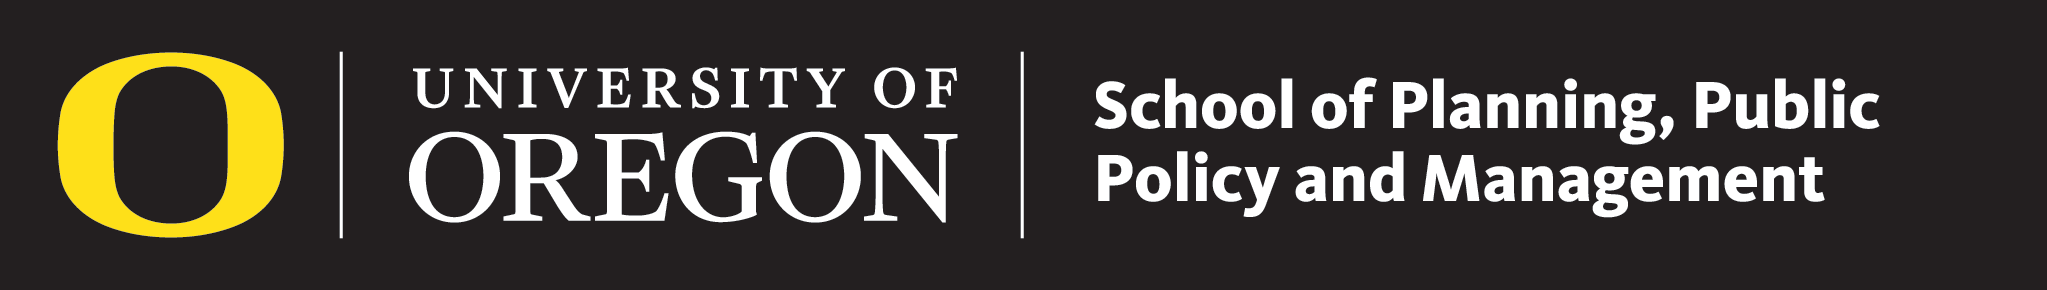 O
UNIVERSITY OF
OREGON
School of Planning, Public
Policy and Management